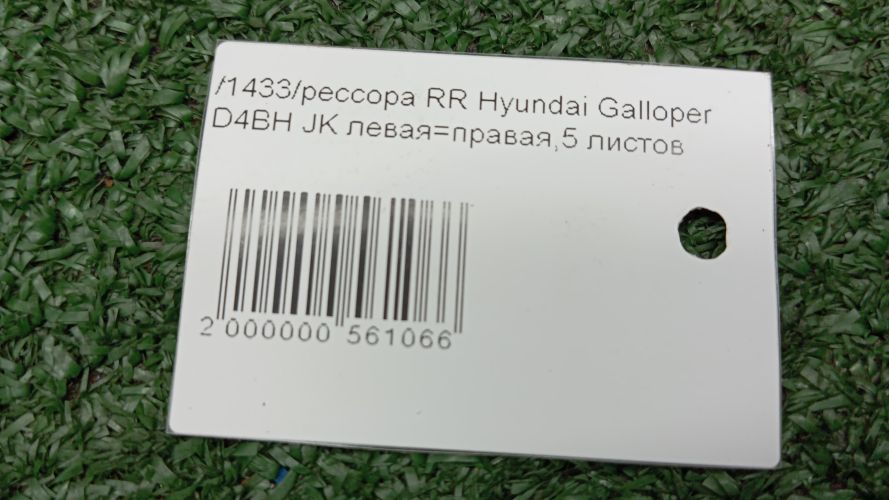 /1433/рессора RR Hyundai Galloper
D4BH JK левая=правая,5 листов
2 000000 561066